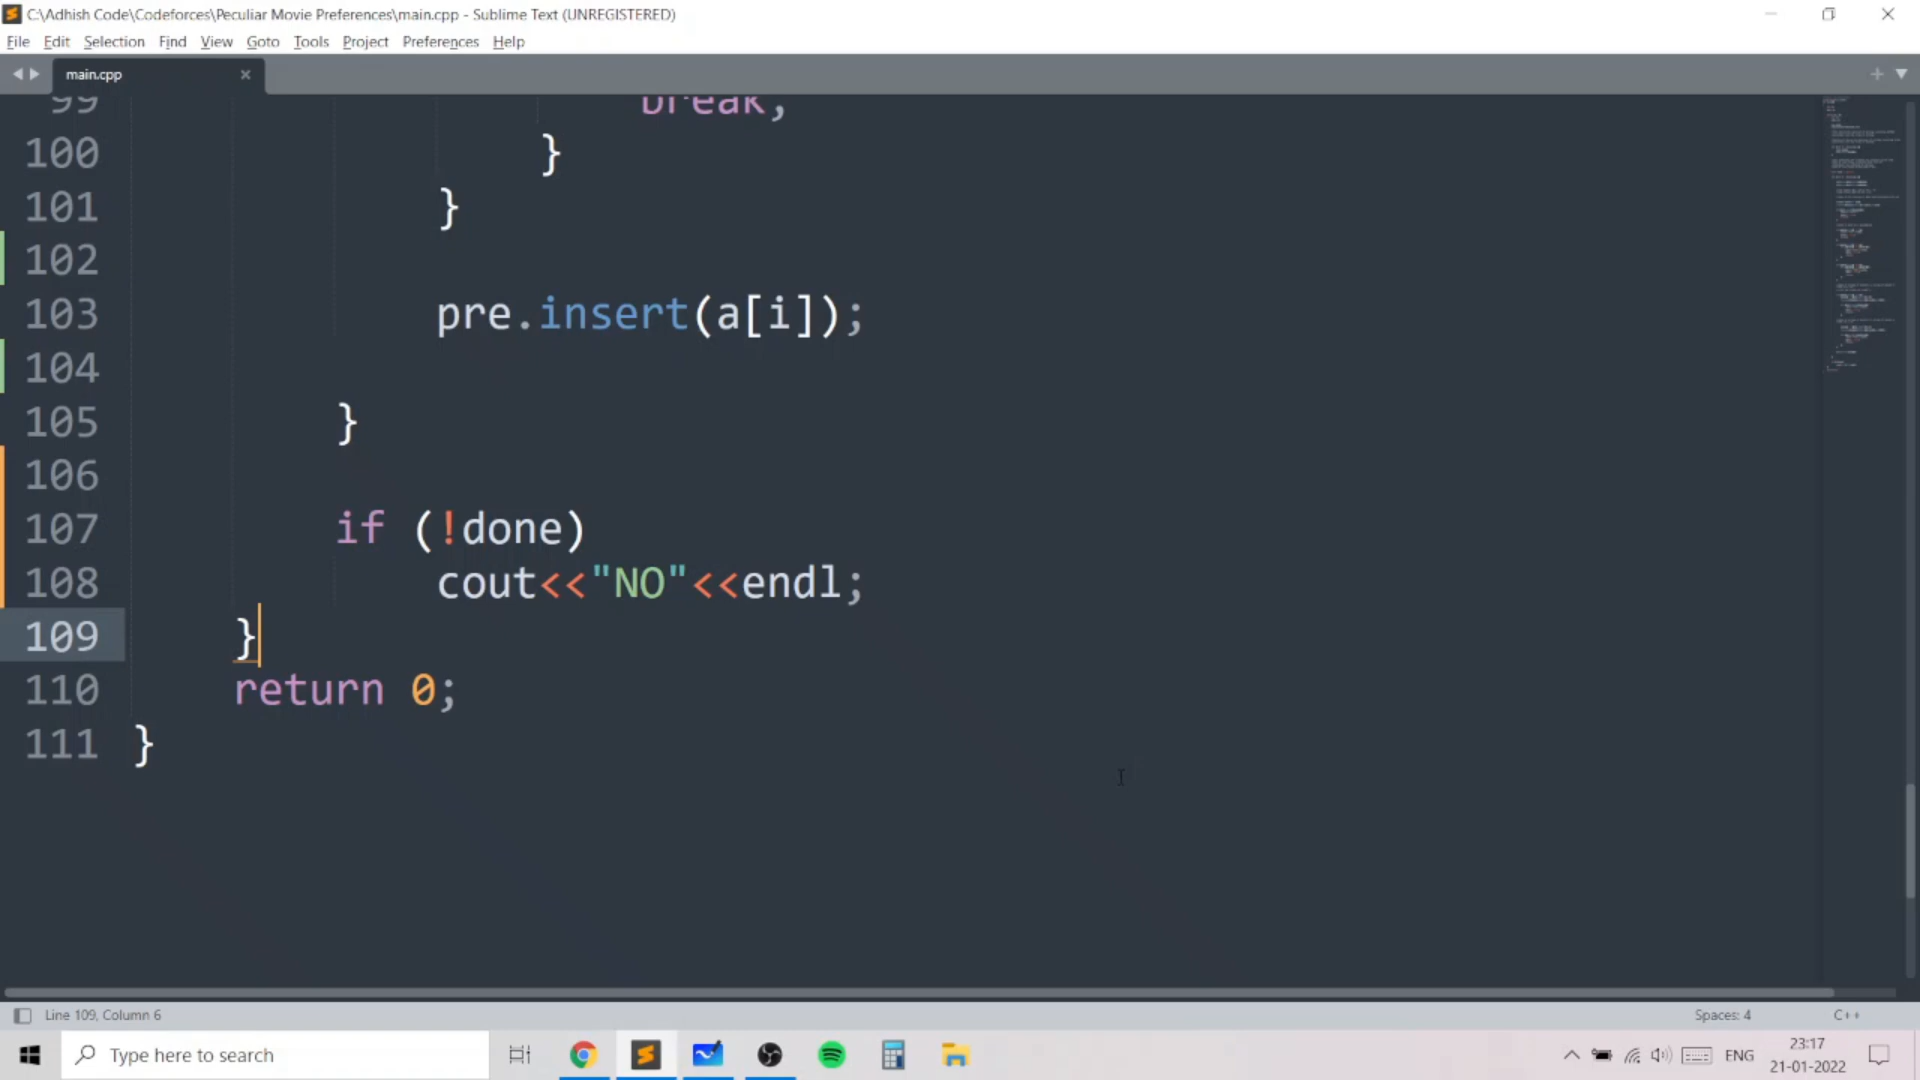 C:\Adhish Code\Codeforces\Peculiar Movie Preferences\main.cpp - Sublime Text (UNREGISTERED)
File Edit Selection Find View Goto Tools Project Preferences Help
main.cpp
99 break;
100 }
101 }
102
103 pre.insert(a[i]);
104
105 }
106
107 if (!done)
108 cout<<"NO"<<endl;
109 }
110 return 0;
111 }
Line 109, Column 6 Spaces: 4 C++
Type here to search ENG 23:17
21-01-2022